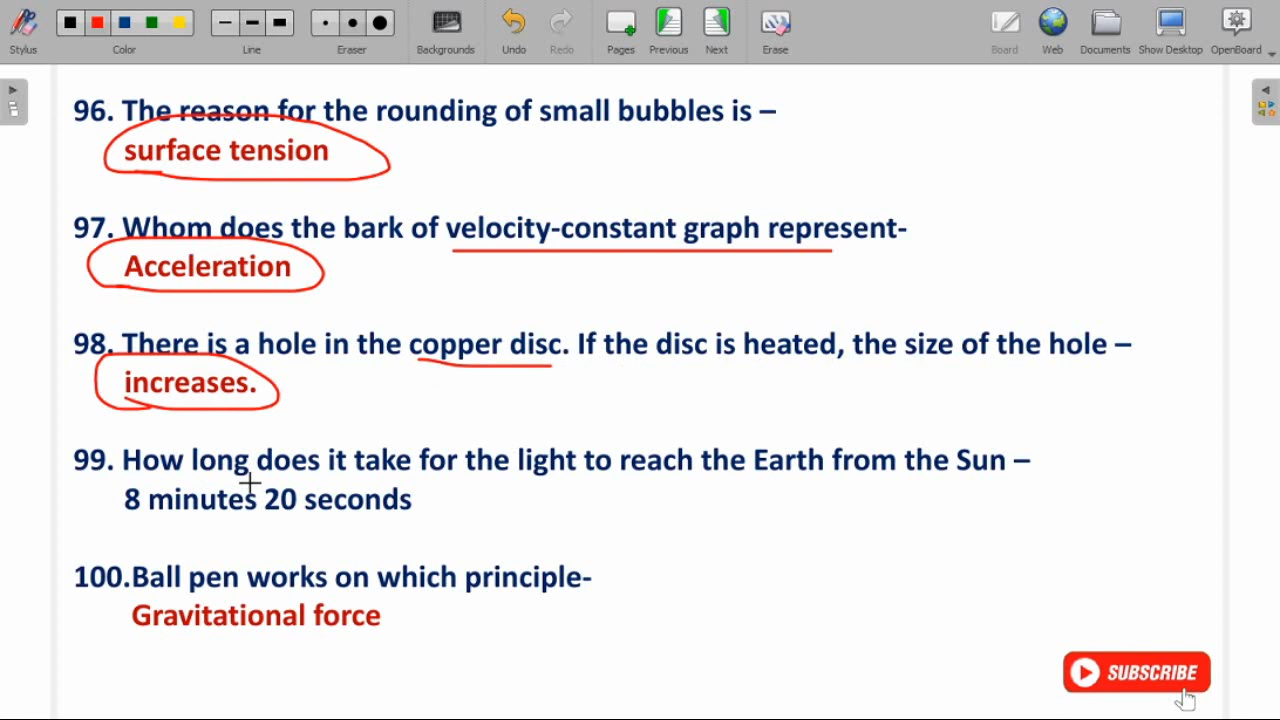 Stylus
Color
Line
Eraser
Backgrounds
Undo
Redo
Pages
Previous
Next
Erase
Board
Web
Documents
Show Desktop
OpenBoard
96. The reason for the rounding of small bubbles is –
surface tension
97. Whom does the bark of velocity-constant graph represent-
Acceleration
98. There is a hole in the copper disc. If the disc is heated, the size of the hole –
increases.
99. How long does it take for the light to reach the Earth from the Sun –
8 minutes 20 seconds
100.Ball pen works on which principle-
Gravitational force
SUBSCRIBE